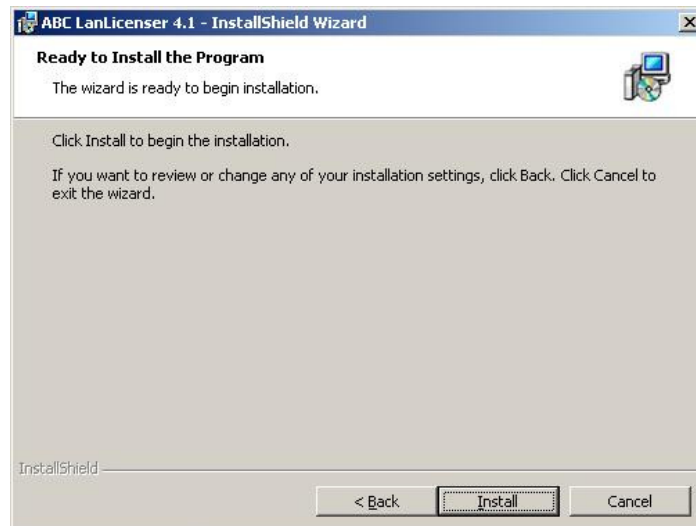 ABC LanLicenser 4.1 - InstallShield Wizard
Ready to Install the Program
The wizard is ready to begin installation.
Click Install to begin the installation.
If you want to review or change any of your installation settings, click Back. Click Cancel to
exit the wizard.
InstallShield
< Back
Install
Cancel